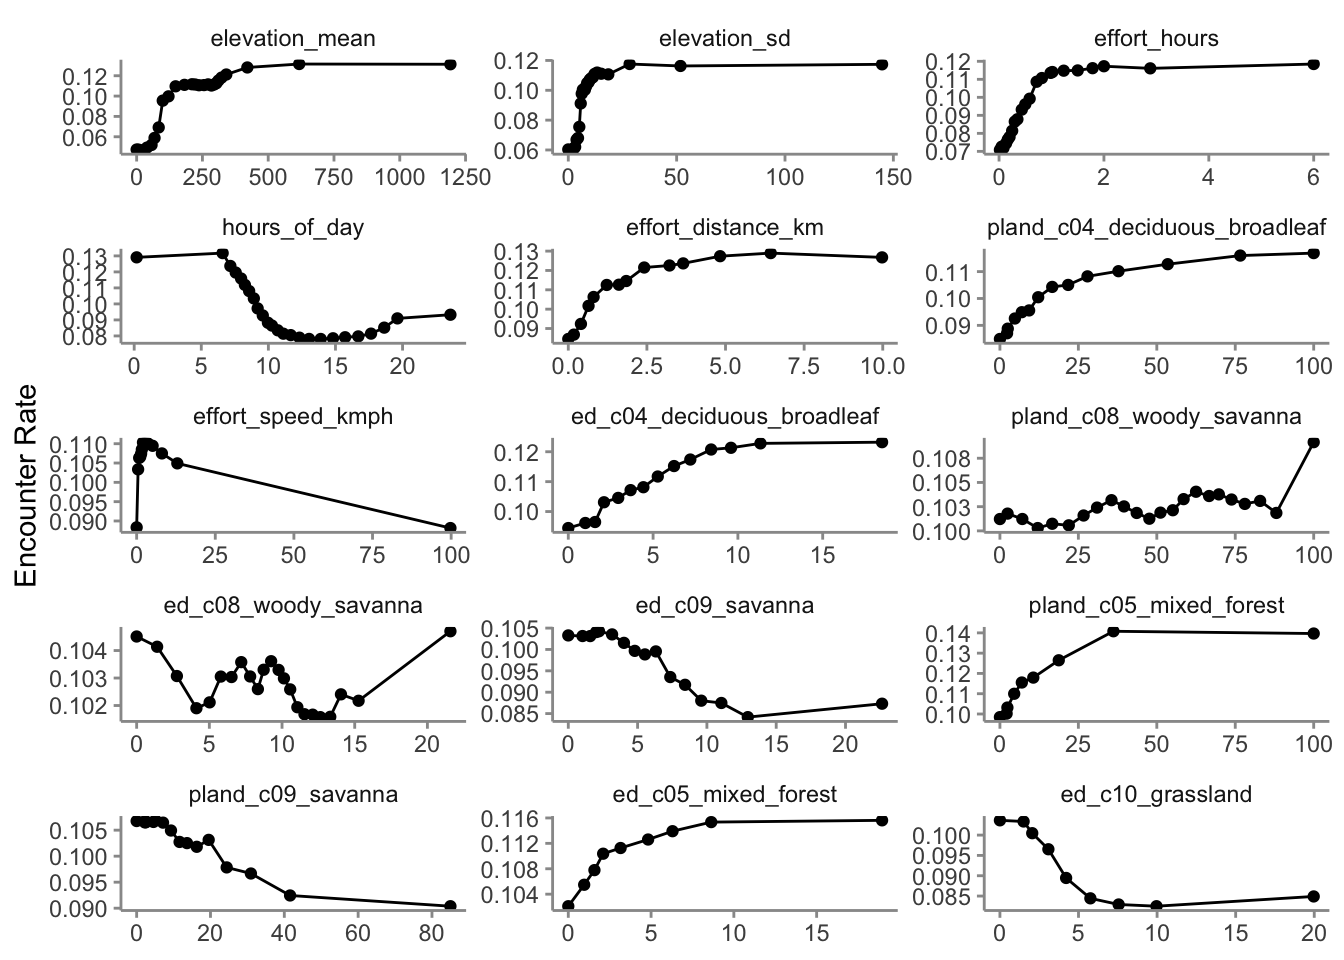 Encounter Rate
elevation_mean
0.12
0.10
0.08
0.06
0 250 500 750 1000 1250
elevation_sd
0.12
0.10
0.08
0.06
0 50 100 150
effort_hours
0.12
0.11
0.10
0.09
0.08
0.07
0 2 4 6
hours_of_day
0.13
0.12
0.11
0.10
0.09
0.08
0 5 10 15 20
effort_distance_km
0.13
0.12
0.11
0.10
0.09
0.0 2.5 5.0 7.5 10.0
pland_c04_deciduous_broadleaf
0.11
0.10
0.09
0 25 50 75 100
effort_speed_kmph
0.110
0.105
0.100
0.095
0.090
0 25 50 75 100
ed_c04_deciduous_broadleaf
0.12
0.11
0.10
0 5 10 15
pland_c08_woody_savanna
0.108
0.105
0.103
0.100
0 25 50 75 100
ed_c08_woody_savanna
0.104
0.103
0.102
0 5 10 15 20
ed_c09_savanna
0.105
0.100
0.095
0.090
0.085
0 5 10 15 20
pland_c05_mixed_forest
0.14
0.13
0.12
0.11
0.10
0 25 50 75 100
pland_c09_savanna
0.105
0.100
0.095
0.090
0 20 40 60 80
ed_c05_mixed_forest
0.116
0.112
0.108
0.104
0 5 10 15
ed_c10_grassland
0.100
0.095
0.090
0.085
0 5 10 15 20